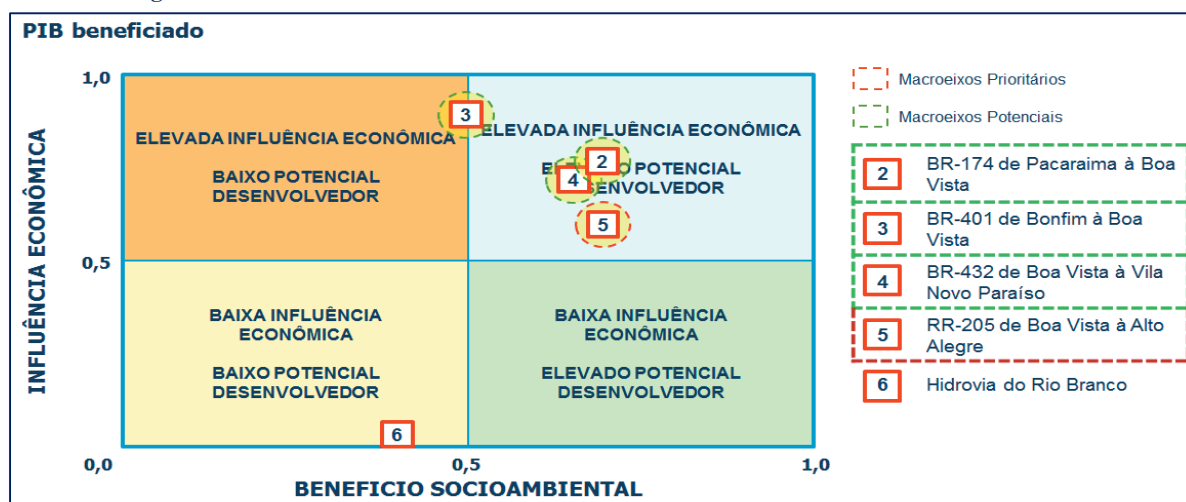 PIB beneficiado
INFLUÊNCIA ECONÔMICA
1,0
0,5
0,0
ELEVADA INFLUÊNCIA ECONÔMICA
BAIXO POTENCIAL
DESENVOLVEDOR
3
ELEVADA INFLUÊNCIA ECONÔMICA
POTENCIAL
2
4
5
BAIXA INFLUÊNCIA
ECONÔMICA
BAIXO POTENCIAL
DESENVOLVEDOR
6
BAIXA INFLUÊNCIA
ECONÔMICA
ELEVADO POTENCIAL
DESENVOLVEDOR
0,5
1,0
BENEFICIO SOCIOAMBIENTAL
Macroeixos Prioritários
Macroeixos Potenciais
2 BR-174 de Pacaraima à Boa
Vista
3 BR-401 de Bonfim à Boa
Vista
4 BR-432 de Boa Vista à Vila
Novo Paraíso
5 RR-205 de Boa Vista à Alto
Alegre
6 Hidrovia do Rio Branco